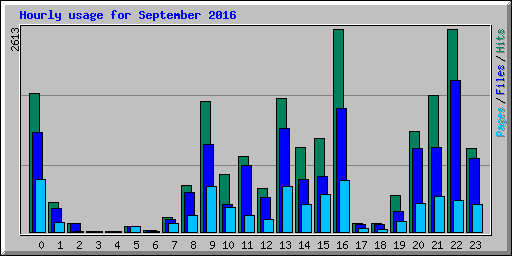 Hourly usage for September 2016
2613
Pages / Files / Hits
0 1 2 3 4 5 6 7 8 9 10 11 12 13 14 15 16 17 18 19 20 21 22 23